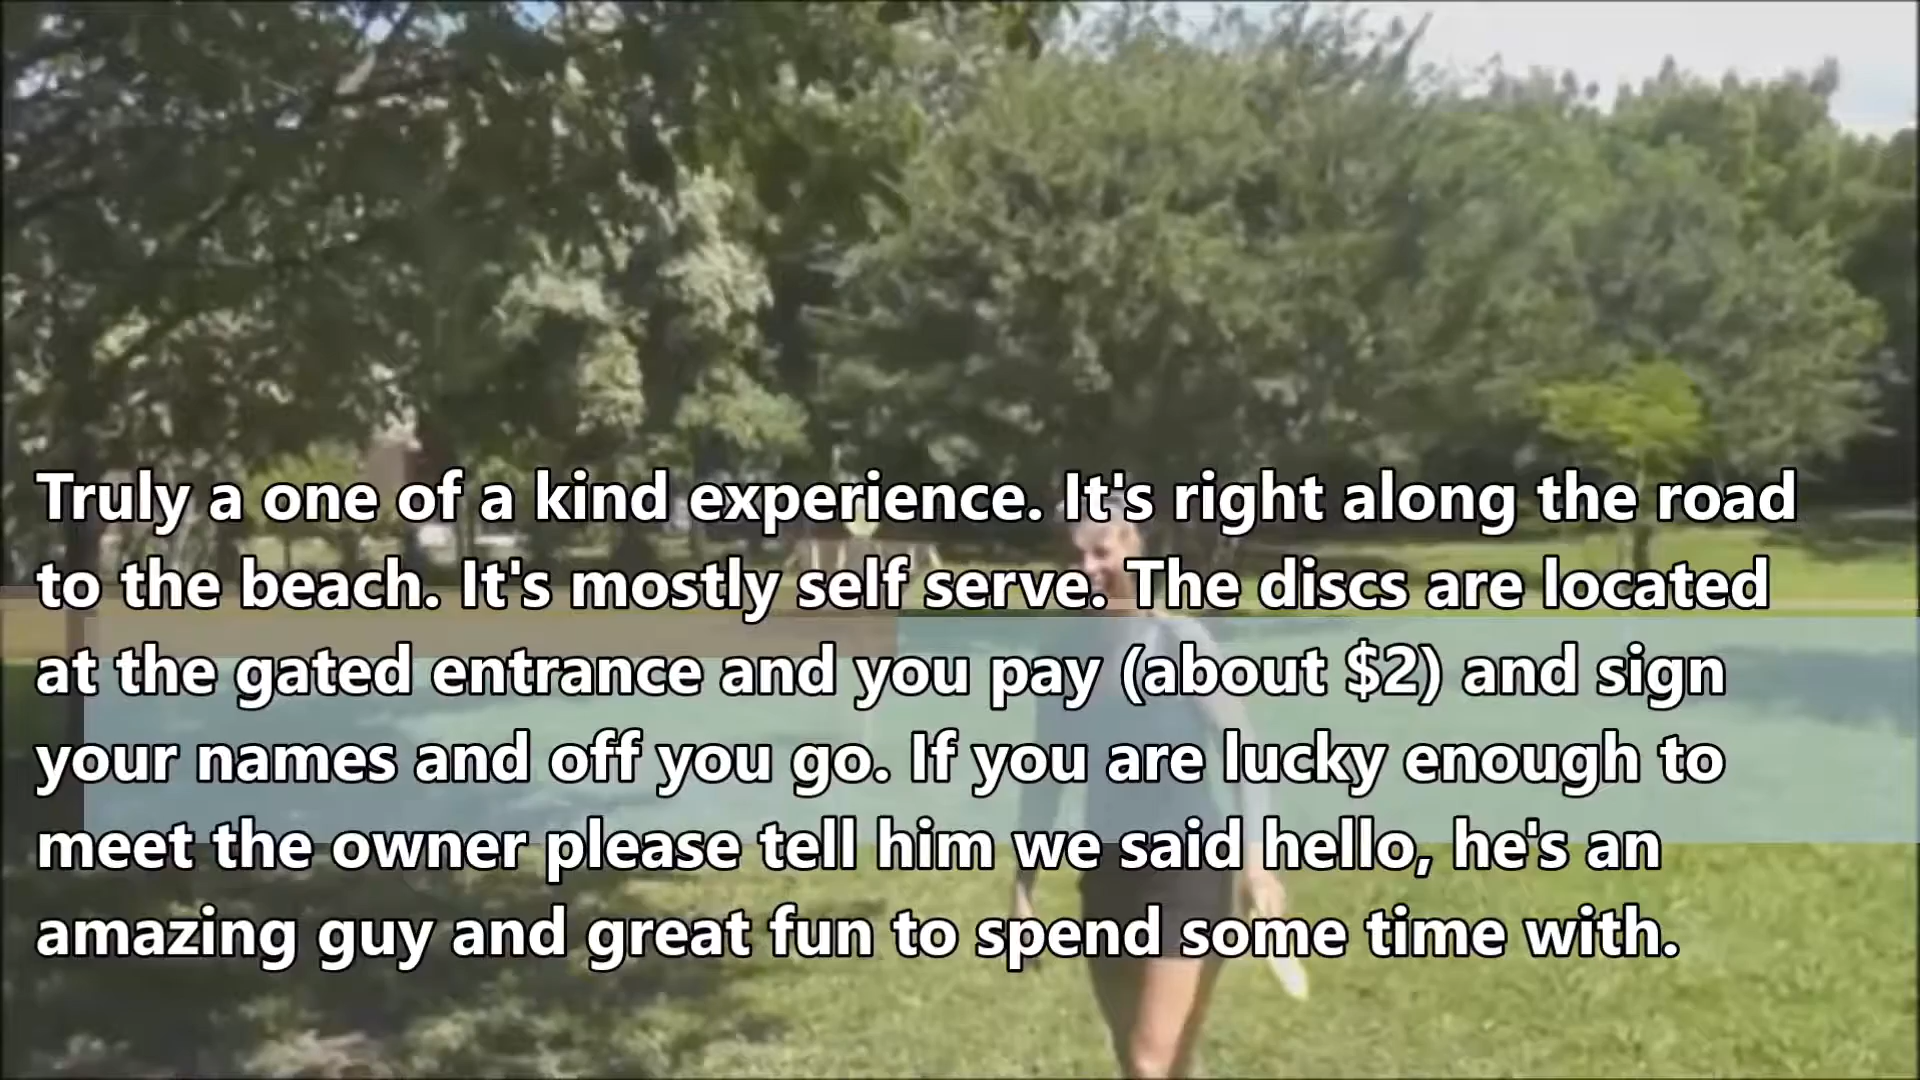 Truly a one of a kind experience. It's right along the road
to the beach. It's mostly self serve. The discs are located
at the gated entrance and you pay (about $2) and sign
your names and off you go. If you are lucky enough to
meet the owner please tell him we said hello, he's an
amazing guy and great fun to spend some time with.